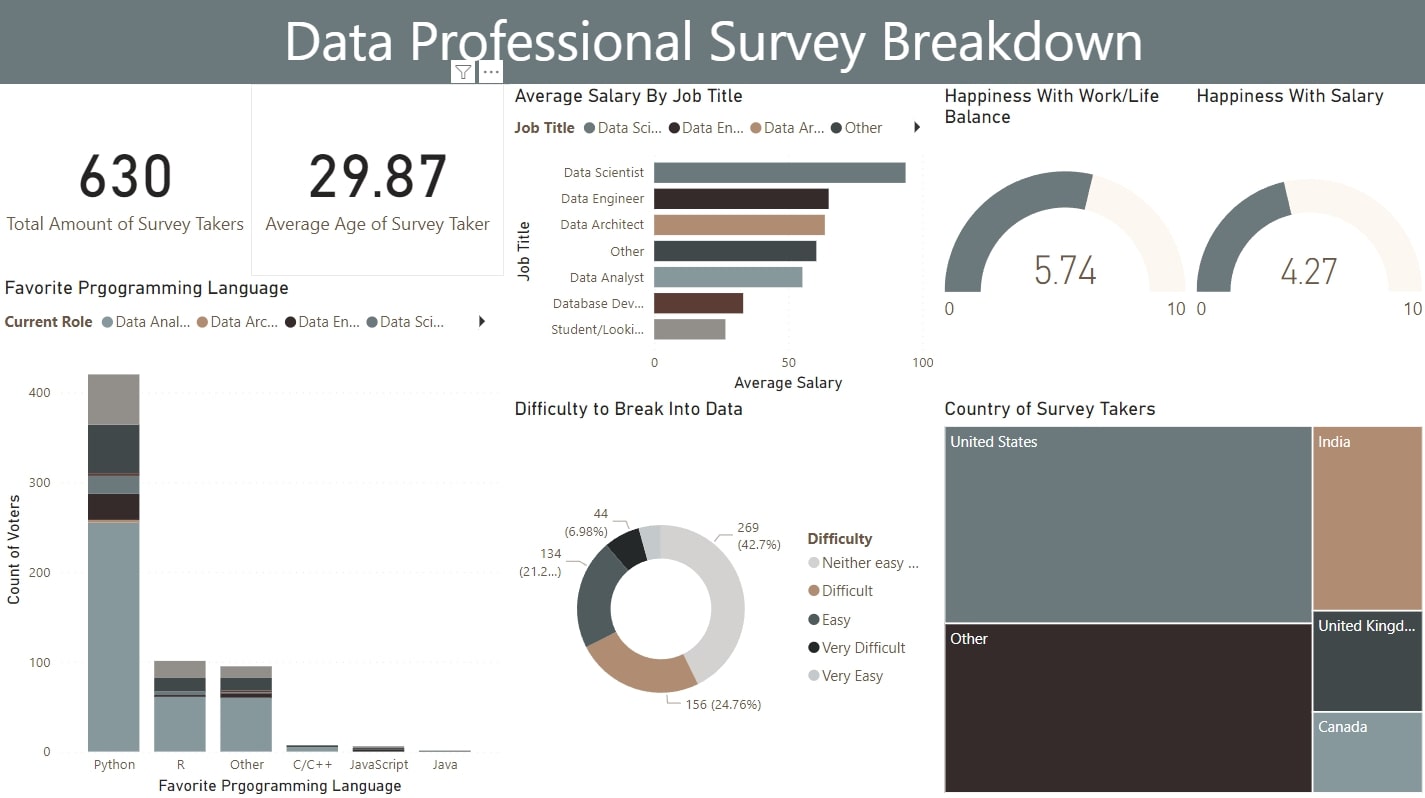 Data Professional Survey Breakdown
630
Total Amount of Survey Takers
29.87
Average Age of Survey Taker
Favorite Prgogramming Language
Current Role Data Anal... Data Arc... Data En... Data Sci...
Count of Voters
400
300
200
100
0
Python R Other C/C++ JavaScript Java
Favorite Prgogramming Language
Average Salary By Job Title
Job Title Data Sci... Data En... Data Ar... Other
Job Title
Data Scientist
Data Engineer
Data Architect
Other
Data Analyst
Database Dev...
Student/Looki...
0 50 100
Average Salary
Difficulty to Break Into Data
44
(6.98%)
134
(21.2...)
269
(42.7%)
156 (24.76%)
Difficulty
Neither easy ...
Difficult
Easy
Very Difficult
Very Easy
Happiness With Work/Life
Balance
5.74
0 10
Happiness With Salary
4.27
0 10
Country of Survey Takers
United States
Other
India
United Kingd...
Canada